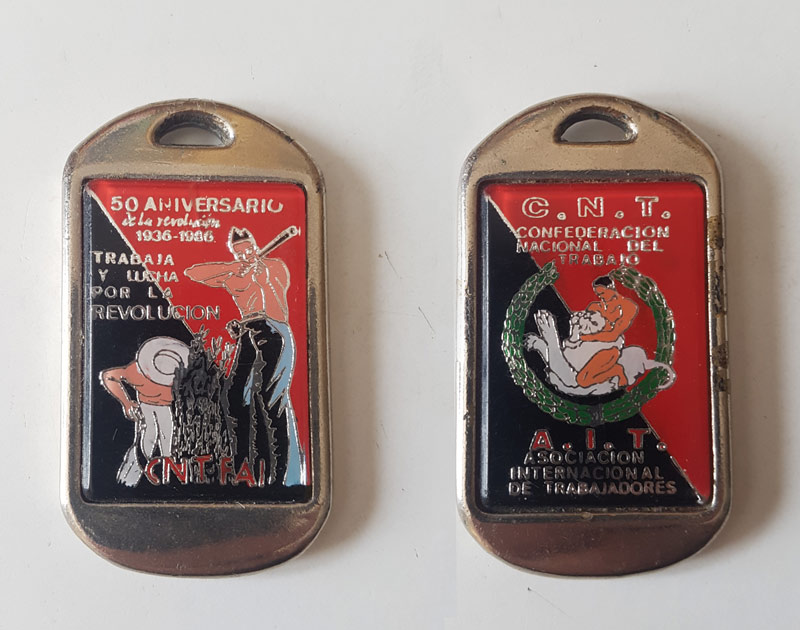 50 ANIVERSARIO
de la revolución
1936-1986
TRABAJA
Y LUCHA
POR LA
REVOLUCION
CNT FAI
C.N.T.
CONFEDERACION
NACIONAL DEL
TRABAJO
A.I.T.
ASOCIACION
INTERNACIONAL
DE TRABAJADORES